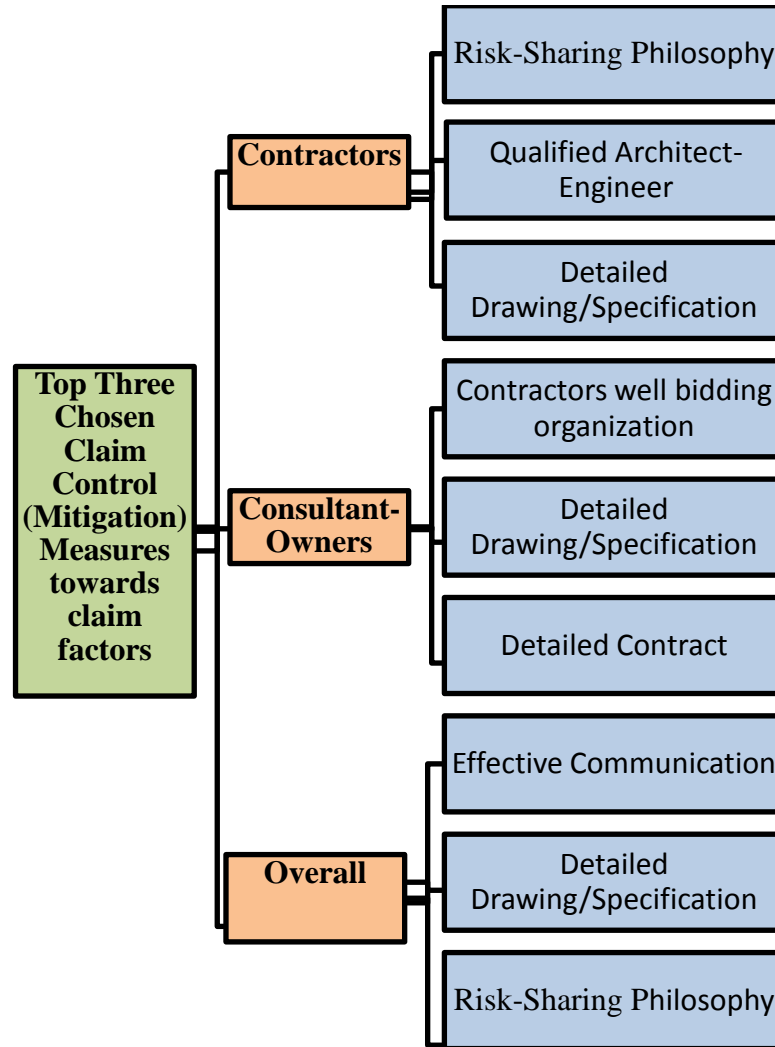 Risk-Sharing Philosophy
Contractors
Qualified Architect-
Engineer
Detailed
Drawing/Specification
Top Three
Chosen
Claim
Control
(Mitigation)
Measures
towards
claim
factors
Contractors well bidding
organization
Consultant-
Owners
Detailed
Drawing/Specification
Detailed Contract
Effective Communication
Overall
Detailed
Drawing/Specification
Risk-Sharing Philosophy